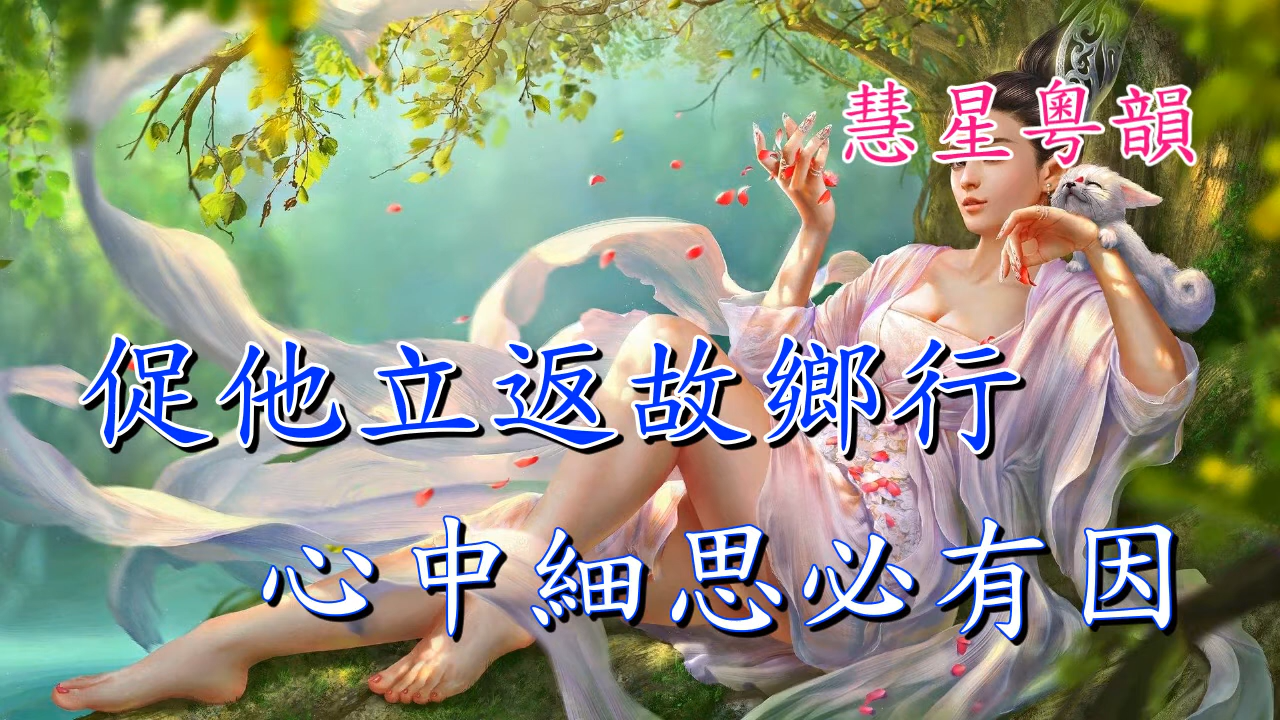 慧星粵韻
促他立返故鄉行
心中細思必有因